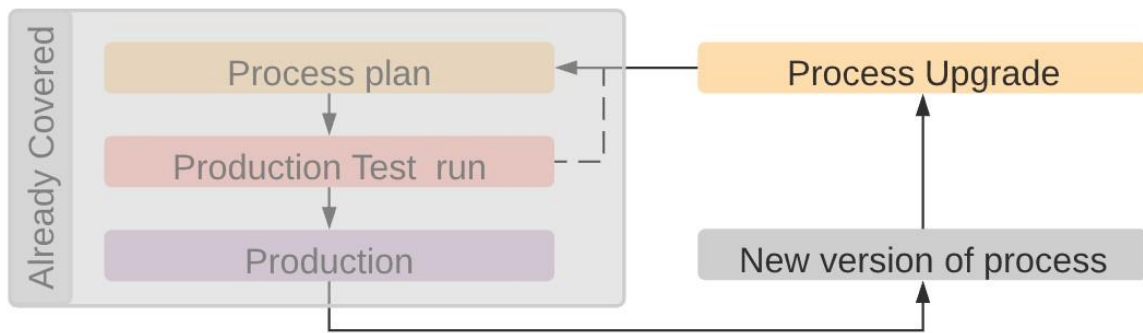 Already Covered
Process plan
Production Test run
Production
Process Upgrade
New version of process